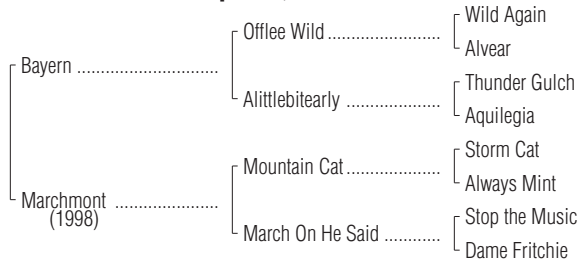 Wild Again
Offlee Wild
Alvear
Bayern
Thunder Gulch
Alittlebitearly
Aquilegia
Storm Cat
Mountain Cat
Always Mint
Marchmont
(1998)
Stop the Music
March On He Said
Dame Fritchie